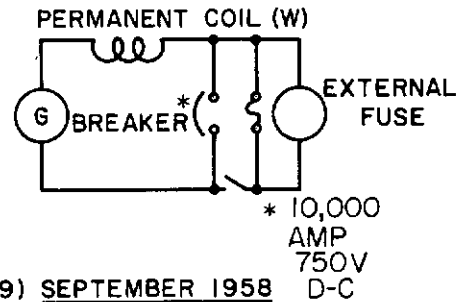 PERMANENT COIL (W)
G
BREAKER *
EXTERNAL
FUSE
* 10,000
AMP
750V
D-C
9) SEPTEMBER 1958